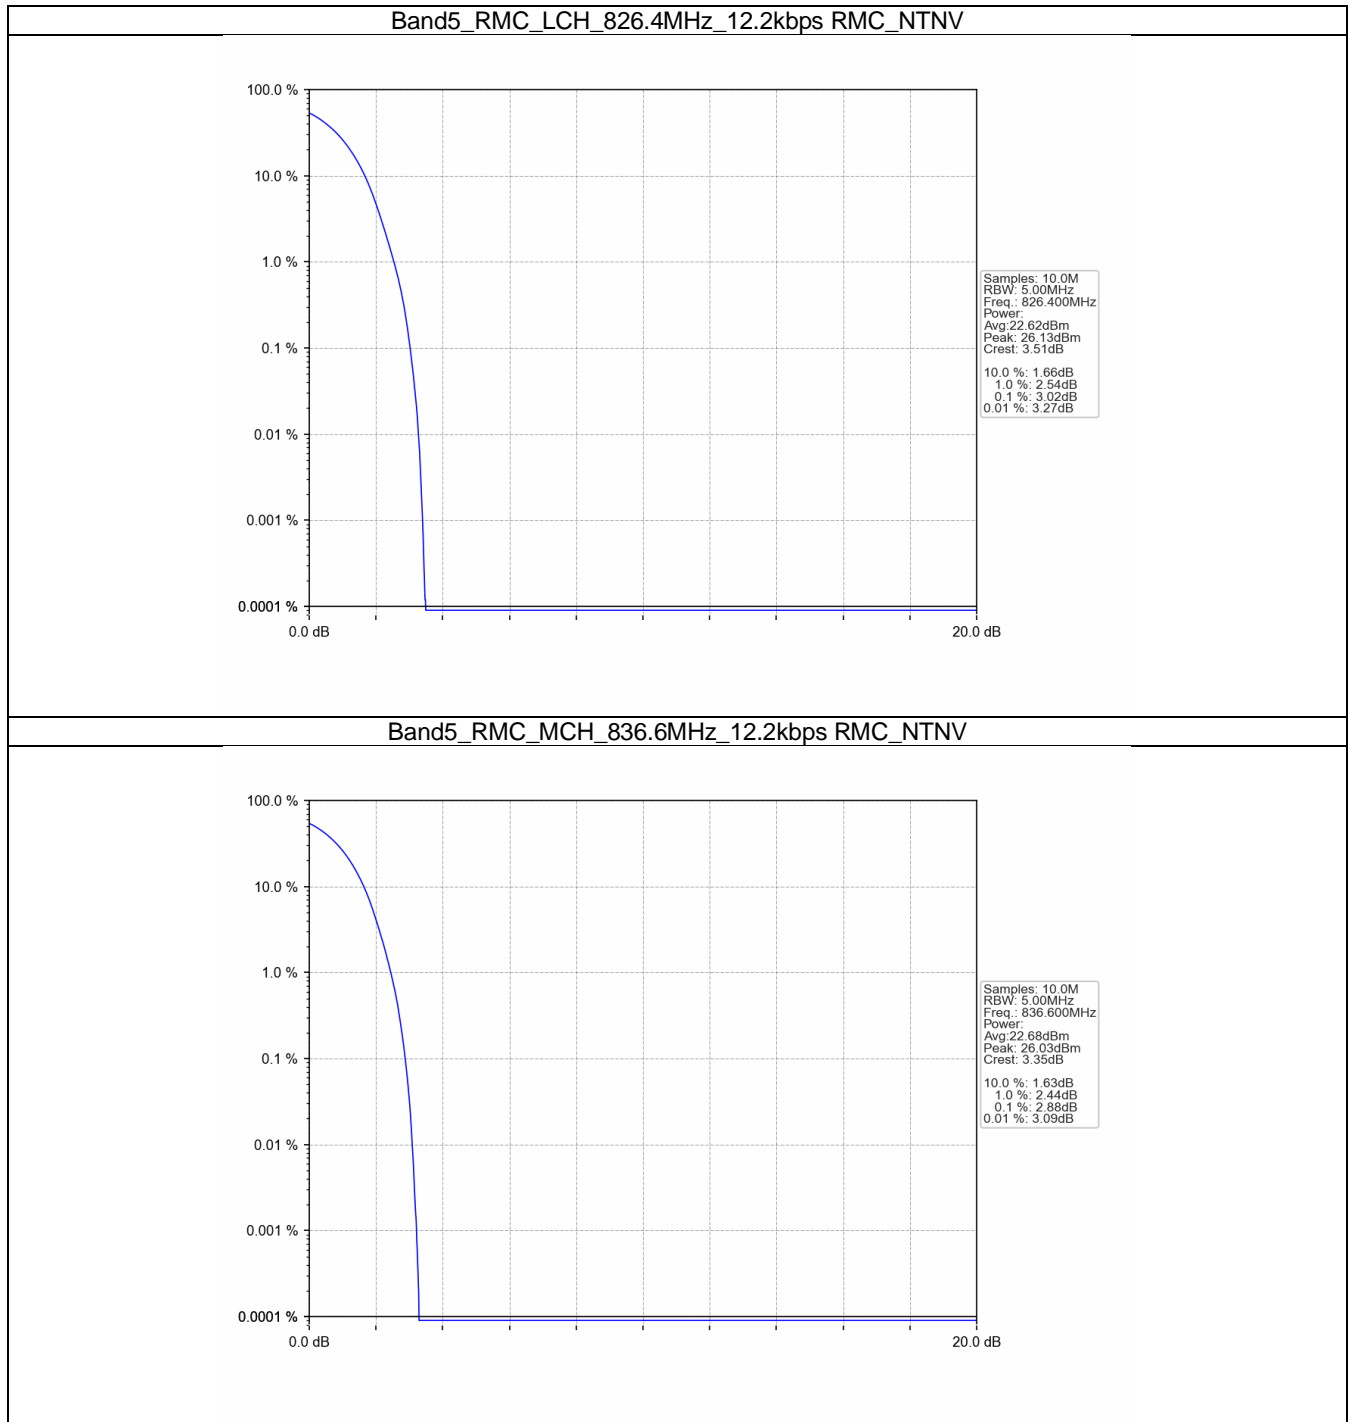 Band5_RMC_LCH_826.4MHz_12.2kbps RMC_NTNV
100.0 %
10.0 %
1.0 %
0.1 %
0.01 %
0.001 %
0.0001 %
0.0 dB
20.0 dB
Samples: 10.0M
RBW: 5.00MHz
Freq.: 826.400MHz
Power:
Avg:22.62dBm
Peak: 26.13dBm
Crest: 3.51dB
10.0 %: 1.66dB
1.0 %: 2.54dB
0.1 %: 3.02dB
0.01 %: 3.27dB
Band5_RMC_MCH_836.6MHz_12.2kbps RMC_NTNV
100.0 %
10.0 %
1.0 %
0.1 %
0.01 %
0.001 %
0.0001 %
0.0 dB
20.0 dB
Samples: 10.0M
RBW: 5.00MHz
Freq.: 836.600MHz
Power:
Avg:22.68dBm
Peak: 26.03dBm
Crest: 3.35dB
10.0 %: 1.63dB
1.0 %: 2.44dB
0.1 %: 2.88dB
0.01 %: 3.09dB